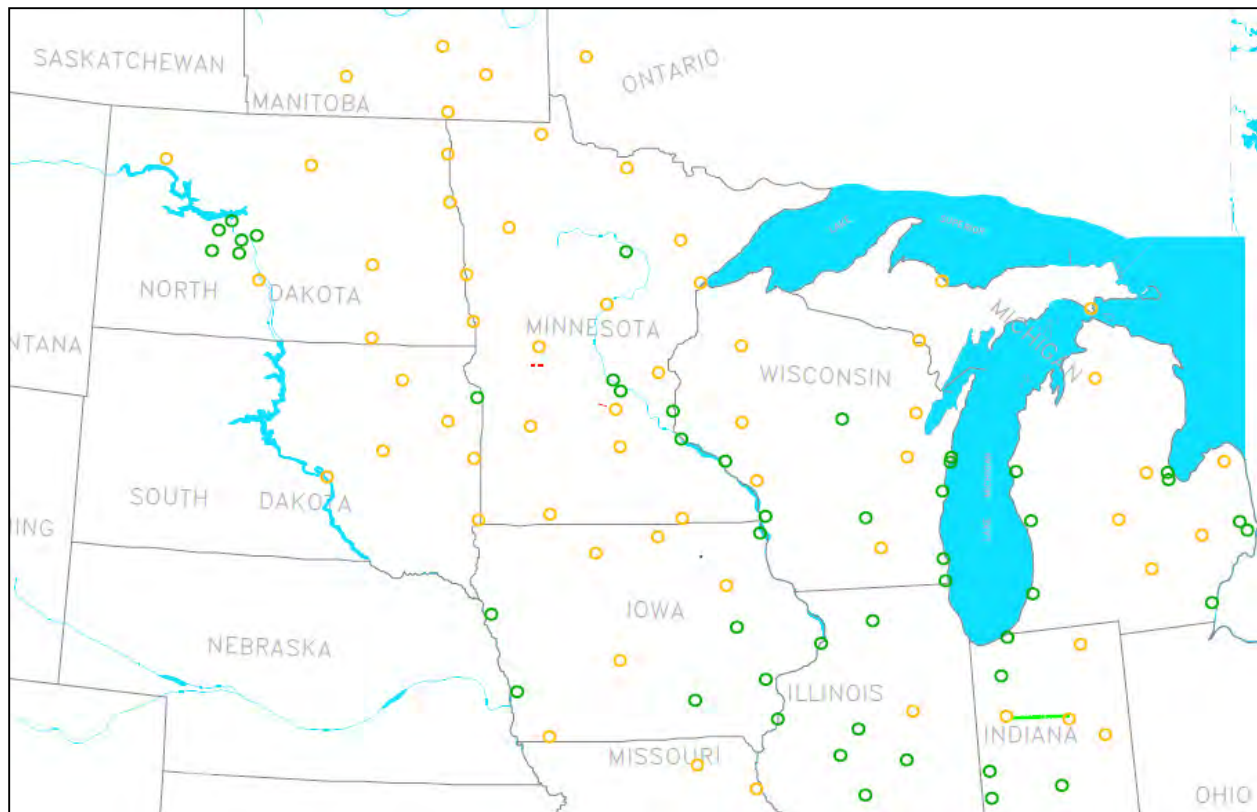 SASKATCHEWAN
MANITOBA
ONTARIO
NORTH DAKOTA
MINNESOTA
NTANA
WISCONSIN
MICHIGAN
SOUTH DAKOTA
ING
IOWA
NEBRASKA
ILLINOIS
INDIANA
MISSOURI
OHIO